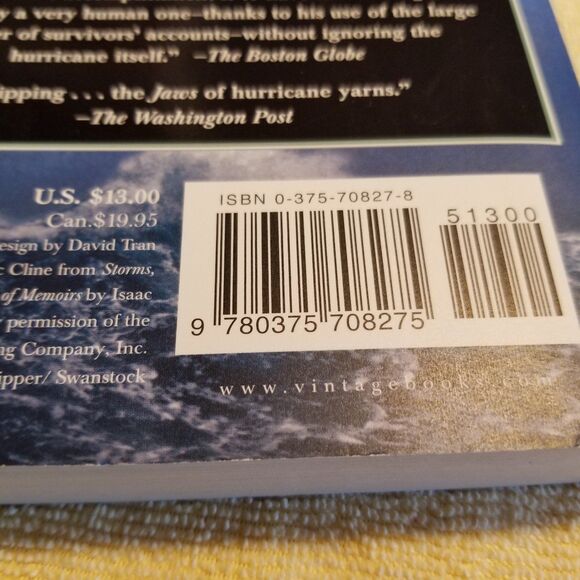 y a very human one—thanks to his use of the large
er of survivors' accounts—without ignoring the
hurricane itself." —The Boston Globe
ipping . . . the Jaws of hurricane yarns."
—The Washington Post
U.S. $13.00
Can.$19.95
esign by David Tran
c Cline from Storms,
of Memoirs by Isaac
permission of the
ng Company, Inc.
ipper/ Swanstock
ISBN 0-375-70827-8
51300
9 780375 708275
www.vintagebooks.com